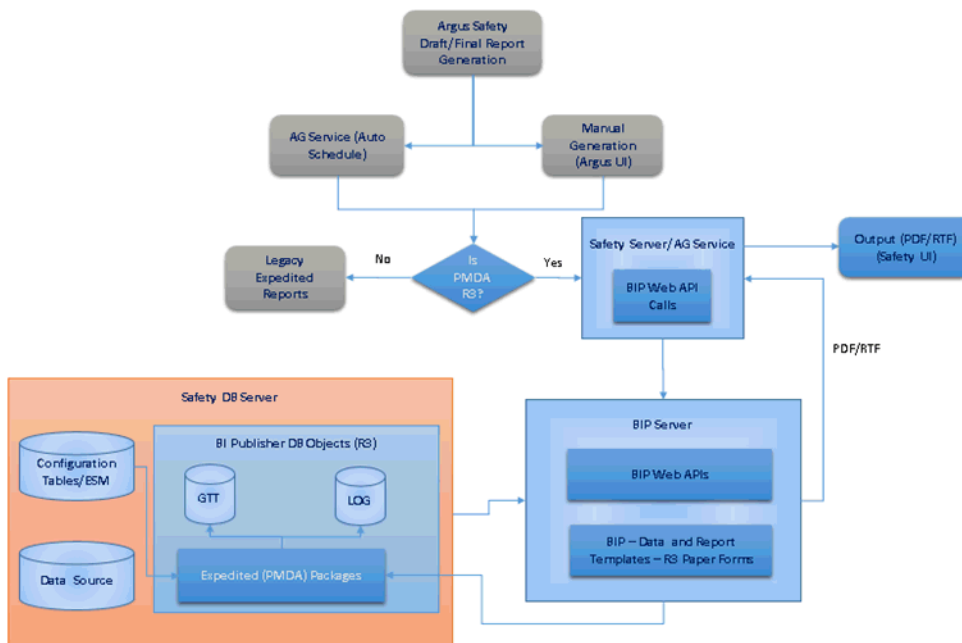 Argus Safety
Draft/Final Report
Generation
AG Service (Auto
Schedule)
Manual
Generation
(Argus UI)
Safety Server/AG Service
BIP Web API
Calls
Output (PDF/RTF)
(Safety UI)
Legacy
Expedited
Reports
No
Is
PMDA
R3?
Yes
PDF/RTF
Safety DB Server
BI Publisher DB Objects (R3)
Configuration
Tables/ESM
GTT
LOG
Data Source
Expedited (PMDA) Packages
BIP Server
BIP Web APIs
BIP – Data and Report
Templates – R3 Paper Forms